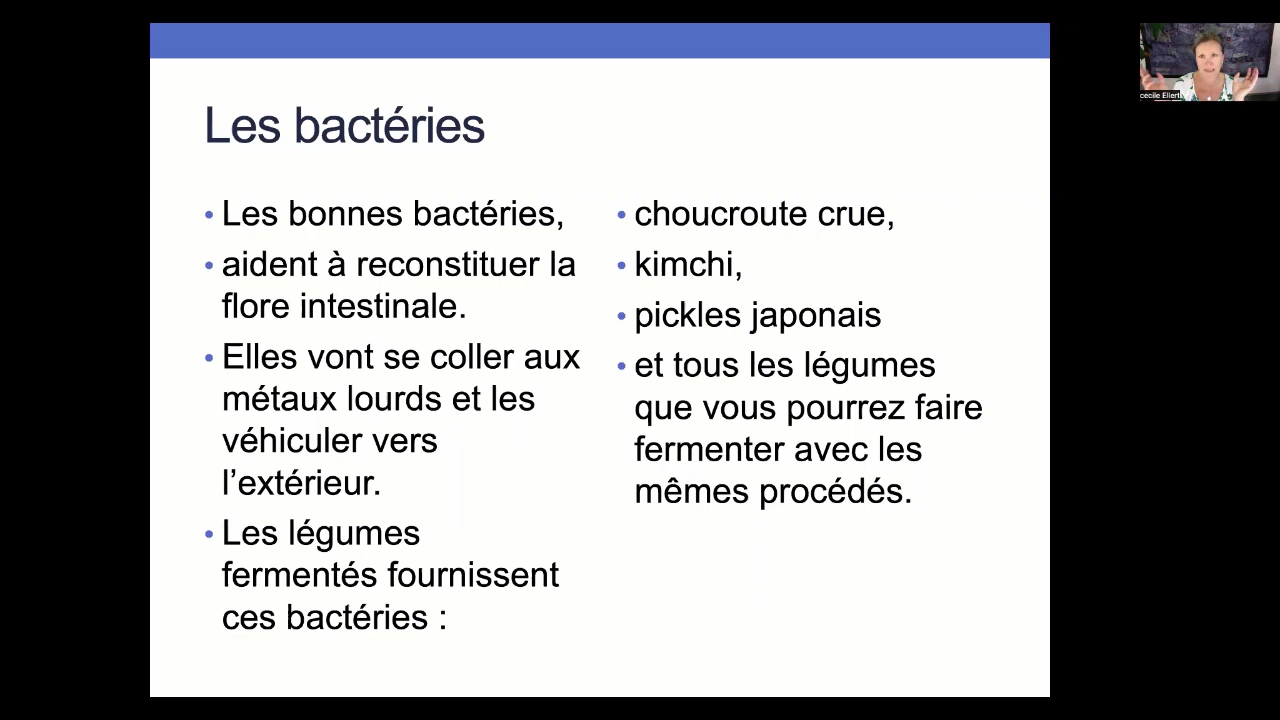 Les bactéries
• Les bonnes bactéries,
• aident à reconstituer la
flore intestinale.
• Elles vont se coller aux
métaux lourds et les
véhiculer vers
l’extérieur.
• Les légumes
fermentés fournissent
ces bactéries :
• choucroute crue,
• kimchi,
• pickles japonais
• et tous les légumes
que vous pourrez faire
fermenter avec les
mêmes procédés.
cecile Ellert